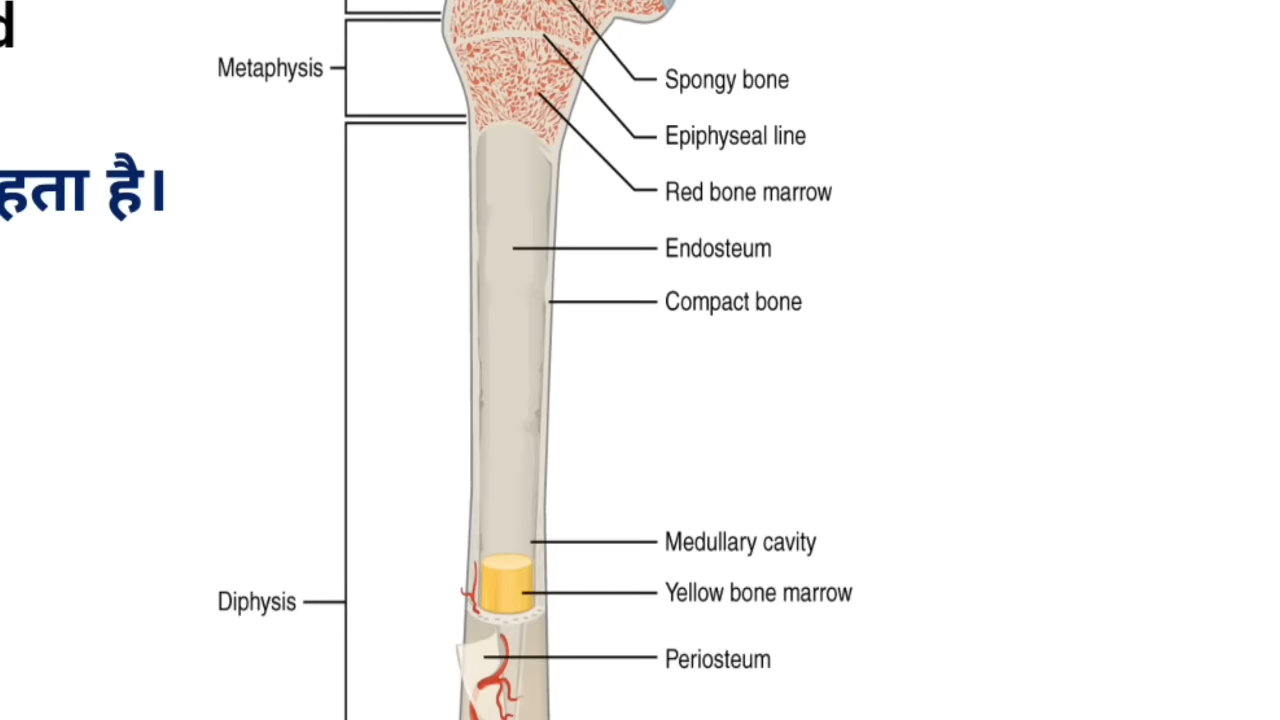 d
Metaphysis
हता है।
Spongy bone
Epiphyseal line
Red bone marrow
Endosteum
Compact bone
Medullary cavity
Yellow bone marrow
Diphysis
Periosteum